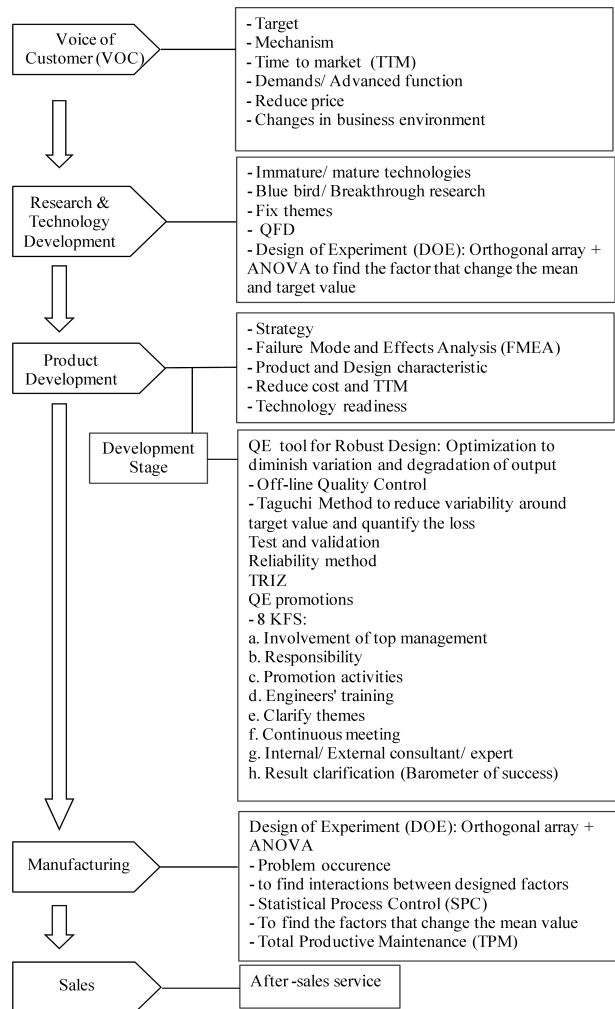 Voice of
Customer (VOC)
- Target
- Mechanism
- Time to market (TTM)
- Demands/ Advanced function
- Reduce price
- Changes in business environment
Research &
Technology
Development
- Immature/ mature technologies
- Blue bird/ Breakthrough research
- Fix themes
- QFD
- Design of Experiment (DOE): Orthogonal array +
ANOVA to find the factor that change the mean
and target value
Product
Development
- Strategy
- Failure Mode and Effects Analysis (FMEA)
- Product and Design characteristic
- Reduce cost and TTM
- Technology readiness
Development
Stage
QE tool for Robust Design: Optimization to
diminish variation and degradation of output
- Off-line Quality Control
- Taguchi Method to reduce variability around
target value and quantify the loss
Test and validation
Reliability method
TRIZ
QE promotions
- 8 KFS:
a. Involvement of top management
b. Responsibility
c. Promotion activities
d. Engineers' training
e. Clarify themes
f. Continuous meeting
g. Internal/ External consultant/ expert
h. Result clarification (Barometer of success)
Manufacturing
Design of Experiment (DOE): Orthogonal array +
ANOVA
- Problem occurence
- to find interactions between designed factors
- Statistical Process Control (SPC)
- To find the factors that change the mean value
- Total Productive Maintenance (TPM)
Sales
After -sales service